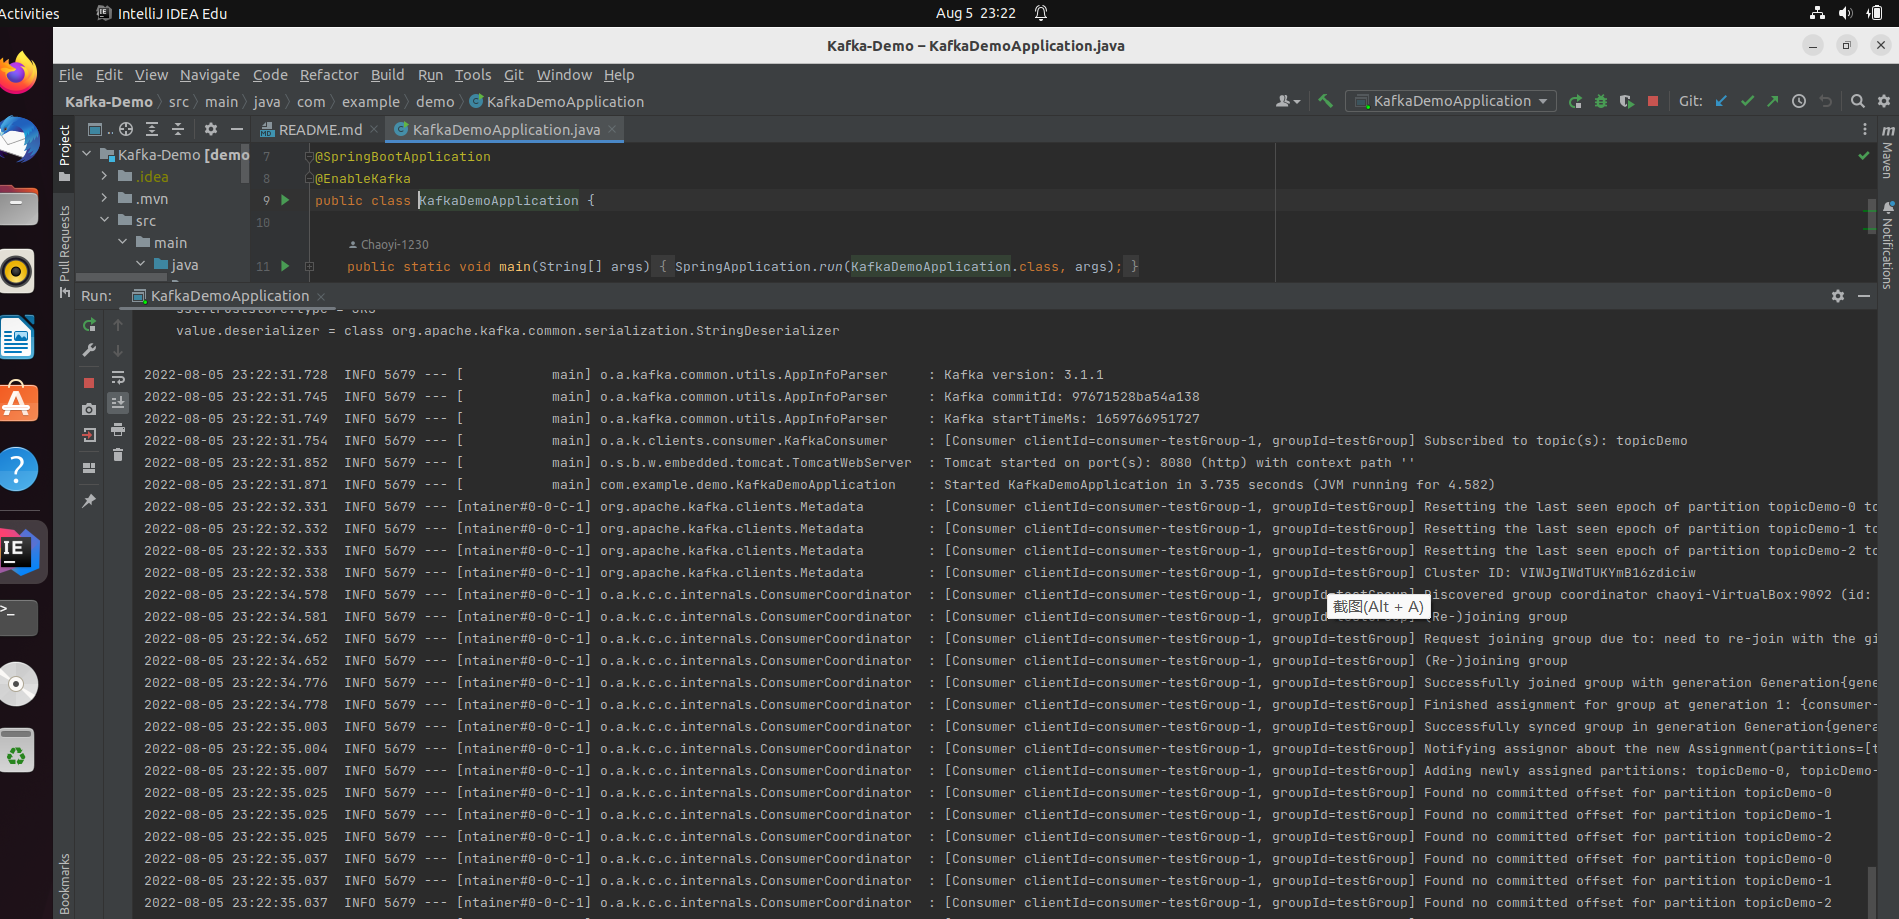 Activities IntelliJ IDEA Edu Aug 5 23:22
Kafka-Demo – KafkaDemoApplication.java
File Edit View Navigate Code Refactor Build Run Tools Git Window Help
Kafka-Demo src main java com example demo KafkaDemoApplication KafkaDemoApplication Git:
Project
Pull Requests
Bookmarks
Maven
Notifications
README.md KafkaDemoApplication.java
Kafka-Demo [demo
.idea
.mvn
src
main
java
7 @SpringBootApplication
8 @EnableKafka
9 public class KafkaDemoApplication {
10
Chaoyi-1230
11 public static void main(String[] args) { SpringApplication.run(KafkaDemoApplication.class, args); }
Run: KafkaDemoApplication
value.deserializer = class org.apache.kafka.common.serialization.StringDeserializer
2022-08-05 23:22:31.728 INFO 5679 --- [ main] o.a.kafka.common.utils.AppInfoParser : Kafka version: 3.1.1
2022-08-05 23:22:31.745 INFO 5679 --- [ main] o.a.kafka.common.utils.AppInfoParser : Kafka commitId: 97671528ba54a138
2022-08-05 23:22:31.749 INFO 5679 --- [ main] o.a.kafka.common.utils.AppInfoParser : Kafka startTimeMs: 1659766951727
2022-08-05 23:22:31.754 INFO 5679 --- [ main] o.a.k.clients.consumer.KafkaConsumer : [Consumer clientId=consumer-testGroup-1, groupId=testGroup] Subscribed to topic(s): topicDemo
2022-08-05 23:22:31.852 INFO 5679 --- [ main] o.s.b.w.embedded.tomcat.TomcatWebServer : Tomcat started on port(s): 8080 (http) with context path ''
2022-08-05 23:22:31.871 INFO 5679 --- [ main] com.example.demo.KafkaDemoApplication : Started KafkaDemoApplication in 3.735 seconds (JVM running for 4.582)
2022-08-05 23:22:32.331 INFO 5679 --- [ntainer#0-0-C-1] org.apache.kafka.clients.Metadata : [Consumer clientId=consumer-testGroup-1, groupId=testGroup] Resetting the last seen epoch of partition topicDemo-0 to
2022-08-05 23:22:32.332 INFO 5679 --- [ntainer#0-0-C-1] org.apache.kafka.clients.Metadata : [Consumer clientId=consumer-testGroup-1, groupId=testGroup] Resetting the last seen epoch of partition topicDemo-1 to
2022-08-05 23:22:32.333 INFO 5679 --- [ntainer#0-0-C-1] org.apache.kafka.clients.Metadata : [Consumer clientId=consumer-testGroup-1, groupId=testGroup] Resetting the last seen epoch of partition topicDemo-2 to
2022-08-05 23:22:32.338 INFO 5679 --- [ntainer#0-0-C-1] org.apache.kafka.clients.Metadata : [Consumer clientId=consumer-testGroup-1, groupId=testGroup] Cluster ID: VIWJgIWdTUKYmB16zdiciw
2022-08-05 23:22:34.578 INFO 5679 --- [ntainer#0-0-C-1] o.a.k.c.c.internals.ConsumerCoordinator : [Consumer clientId=consumer-testGroup-1, groupId=testGroup] Discovered group coordinator chaoyi-VirtualBox:9092 (id:
截图(Alt + A)
2022-08-05 23:22:34.581 INFO 5679 --- [ntainer#0-0-C-1] o.a.k.c.c.internals.ConsumerCoordinator : [Consumer clientId=consumer-testGroup-1, groupId=testGroup] (Re-)joining group
2022-08-05 23:22:34.652 INFO 5679 --- [ntainer#0-0-C-1] o.a.k.c.c.internals.ConsumerCoordinator : [Consumer clientId=consumer-testGroup-1, groupId=testGroup] Request joining group due to: need to re-join with the gi
2022-08-05 23:22:34.652 INFO 5679 --- [ntainer#0-0-C-1] o.a.k.c.c.internals.ConsumerCoordinator : [Consumer clientId=consumer-testGroup-1, groupId=testGroup] (Re-)joining group
2022-08-05 23:22:34.776 INFO 5679 --- [ntainer#0-0-C-1] o.a.k.c.c.internals.ConsumerCoordinator : [Consumer clientId=consumer-testGroup-1, groupId=testGroup] Successfully joined group with generation Generation{gene
2022-08-05 23:22:34.778 INFO 5679 --- [ntainer#0-0-C-1] o.a.k.c.c.internals.ConsumerCoordinator : [Consumer clientId=consumer-testGroup-1, groupId=testGroup] Finished assignment for group at generation 1: {consumer-
2022-08-05 23:22:35.003 INFO 5679 --- [ntainer#0-0-C-1] o.a.k.c.c.internals.ConsumerCoordinator : [Consumer clientId=consumer-testGroup-1, groupId=testGroup] Successfully synced group in generation Generation{genera
2022-08-05 23:22:35.004 INFO 5679 --- [ntainer#0-0-C-1] o.a.k.c.c.internals.ConsumerCoordinator : [Consumer clientId=consumer-testGroup-1, groupId=testGroup] Notifying assignor about the new Assignment(partitions=[t
2022-08-05 23:22:35.007 INFO 5679 --- [ntainer#0-0-C-1] o.a.k.c.c.internals.ConsumerCoordinator : [Consumer clientId=consumer-testGroup-1, groupId=testGroup] Adding newly assigned partitions: topicDemo-0, topicDemo-
2022-08-05 23:22:35.025 INFO 5679 --- [ntainer#0-0-C-1] o.a.k.c.c.internals.ConsumerCoordinator : [Consumer clientId=consumer-testGroup-1, groupId=testGroup] Found no committed offset for partition topicDemo-0
2022-08-05 23:22:35.025 INFO 5679 --- [ntainer#0-0-C-1] o.a.k.c.c.internals.ConsumerCoordinator : [Consumer clientId=consumer-testGroup-1, groupId=testGroup] Found no committed offset for partition topicDemo-1
2022-08-05 23:22:35.025 INFO 5679 --- [ntainer#0-0-C-1] o.a.k.c.c.internals.ConsumerCoordinator : [Consumer clientId=consumer-testGroup-1, groupId=testGroup] Found no committed offset for partition topicDemo-2
2022-08-05 23:22:35.037 INFO 5679 --- [ntainer#0-0-C-1] o.a.k.c.c.internals.ConsumerCoordinator : [Consumer clientId=consumer-testGroup-1, groupId=testGroup] Found no committed offset for partition topicDemo-0
2022-08-05 23:22:35.037 INFO 5679 --- [ntainer#0-0-C-1] o.a.k.c.c.internals.ConsumerCoordinator : [Consumer clientId=consumer-testGroup-1, groupId=testGroup] Found no committed offset for partition topicDemo-1
2022-08-05 23:22:35.037 INFO 5679 --- [ntainer#0-0-C-1] o.a.k.c.c.internals.ConsumerCoordinator : [Consumer clientId=consumer-testGroup-1, groupId=testGroup] Found no committed offset for partition topicDemo-2